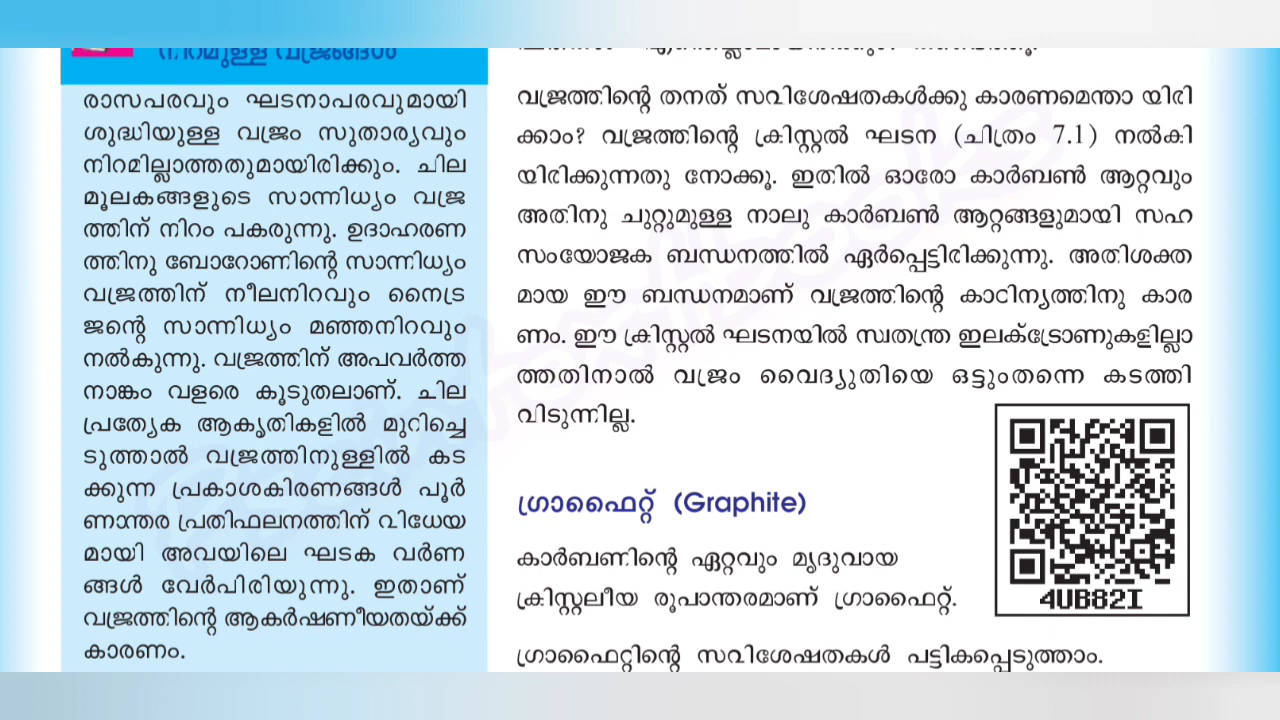 നിറമുള്ള വജ്രങ്ങൾ
രാസപരവും ഘടനാപരവുമായി
ശുദ്ധിയുള്ള വജ്രം സുതാര്യവും
നിറമില്ലാത്തതുമായിരിക്കും. ചില
മൂലകങ്ങളുടെ സാന്നിധ്യം വജ്ര
ത്തിന് നിറം പകരുന്നു. ഉദാഹരണ
ത്തിനു ബോറോണിന്റെ സാന്നിധ്യം
വജ്രത്തിന് നീലനിറവും നൈട്ര
ജന്റെ സാന്നിധ്യം മഞ്ഞനിറവും
നൽകുന്നു. വജ്രത്തിന് അപവർത്ത
നാങ്കം വളരെ കൂടുതലാണ്. ചില
പ്രത്യേക ആകൃതികളിൽ മുറിച്ചെ
ടുത്താൽ വജ്രത്തിനുള്ളിൽ കട
ക്കുന്ന പ്രകാശകിരണങ്ങൾ പൂർ
ണാന്തര പ്രതിഫലനത്തിന് വിധേയ
മായി അവയിലെ ഘടക വർണ
ങ്ങൾ വേർപിരിയുന്നു. ഇതാണ്
വജ്രത്തിന്റെ ആകർഷണീയതയ്ക്ക്
കാരണം.
വജ്രത്തിന്റെ തനത് സവിശേഷതകൾക്കു കാരണമെന്താ യിരി
ക്കാം? വജ്രത്തിന്റെ ക്രിസ്റ്റൽ ഘടന (ചിത്രം 7.1) നൽകി
യിരിക്കുന്നതു നോക്കൂ. ഇതിൽ ഓരോ കാർബൺ ആറ്റവും
അതിനു ചുറ്റുമുള്ള നാലു കാർബൺ ആറ്റങ്ങളുമായി സഹ
സംയോജക ബന്ധനത്തിൽ ഏർപ്പെട്ടിരിക്കുന്നു. അതിശക്ത
മായ ഈ ബന്ധനമാണ് വജ്രത്തിന്റെ കാഠിന്യത്തിനു കാര
ണം. ഈ ക്രിസ്റ്റൽ ഘടനയിൽ സ്വതന്ത്ര ഇലക്ട്രോണുകളില്ലാ
ത്തതിനാൽ വജ്രം വൈദ്യുതിയെ ഒട്ടുംതന്നെ കടത്തി
വിടുന്നില്ല.
ഗ്രാഫൈറ്റ് (Graphite)
കാർബണിന്റെ ഏറ്റവും മൃദുവായ
ക്രിസ്റ്റലീയ രൂപാന്തരമാണ് ഗ്രാഫൈറ്റ്.
4UB82I
ഗ്രാഫൈറ്റിന്റെ സവിശേഷതകൾ പട്ടികപ്പെടുത്താം.